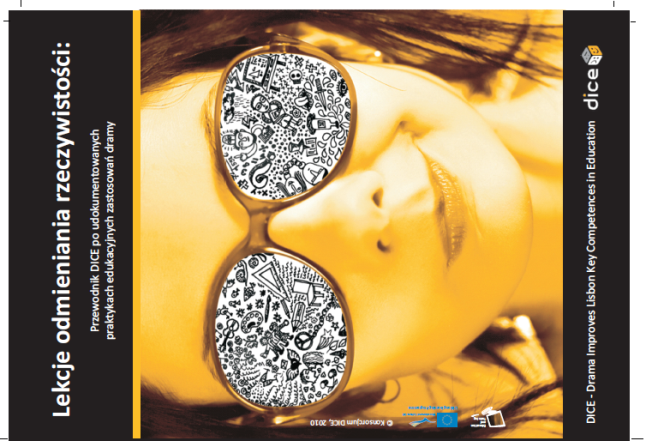 Lekcje odmieniania rzeczywistości:
Przewodnik DICE po udokumentowanych
praktykach edukacyjnych zastosowań dramy
© Konsorcjum DICE, 2010
dice
DICE - Drama Improves Lisbon Key Competences in Education